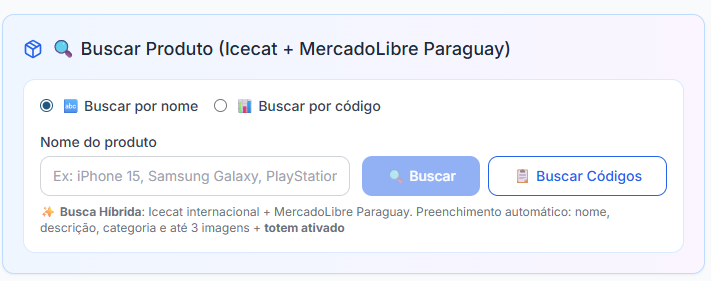 Buscar Produto (Icecat + MercadoLibre Paraguay)
Buscar por nome Buscar por código
Nome do produto
Ex: iPhone 15, Samsung Galaxy, PlayStation Buscar Buscar Códigos
Busca Híbrida: Icecat internacional + MercadoLibre Paraguay. Preenchimento automático: nome,
descrição, categoria e até 3 imagens + totem ativado